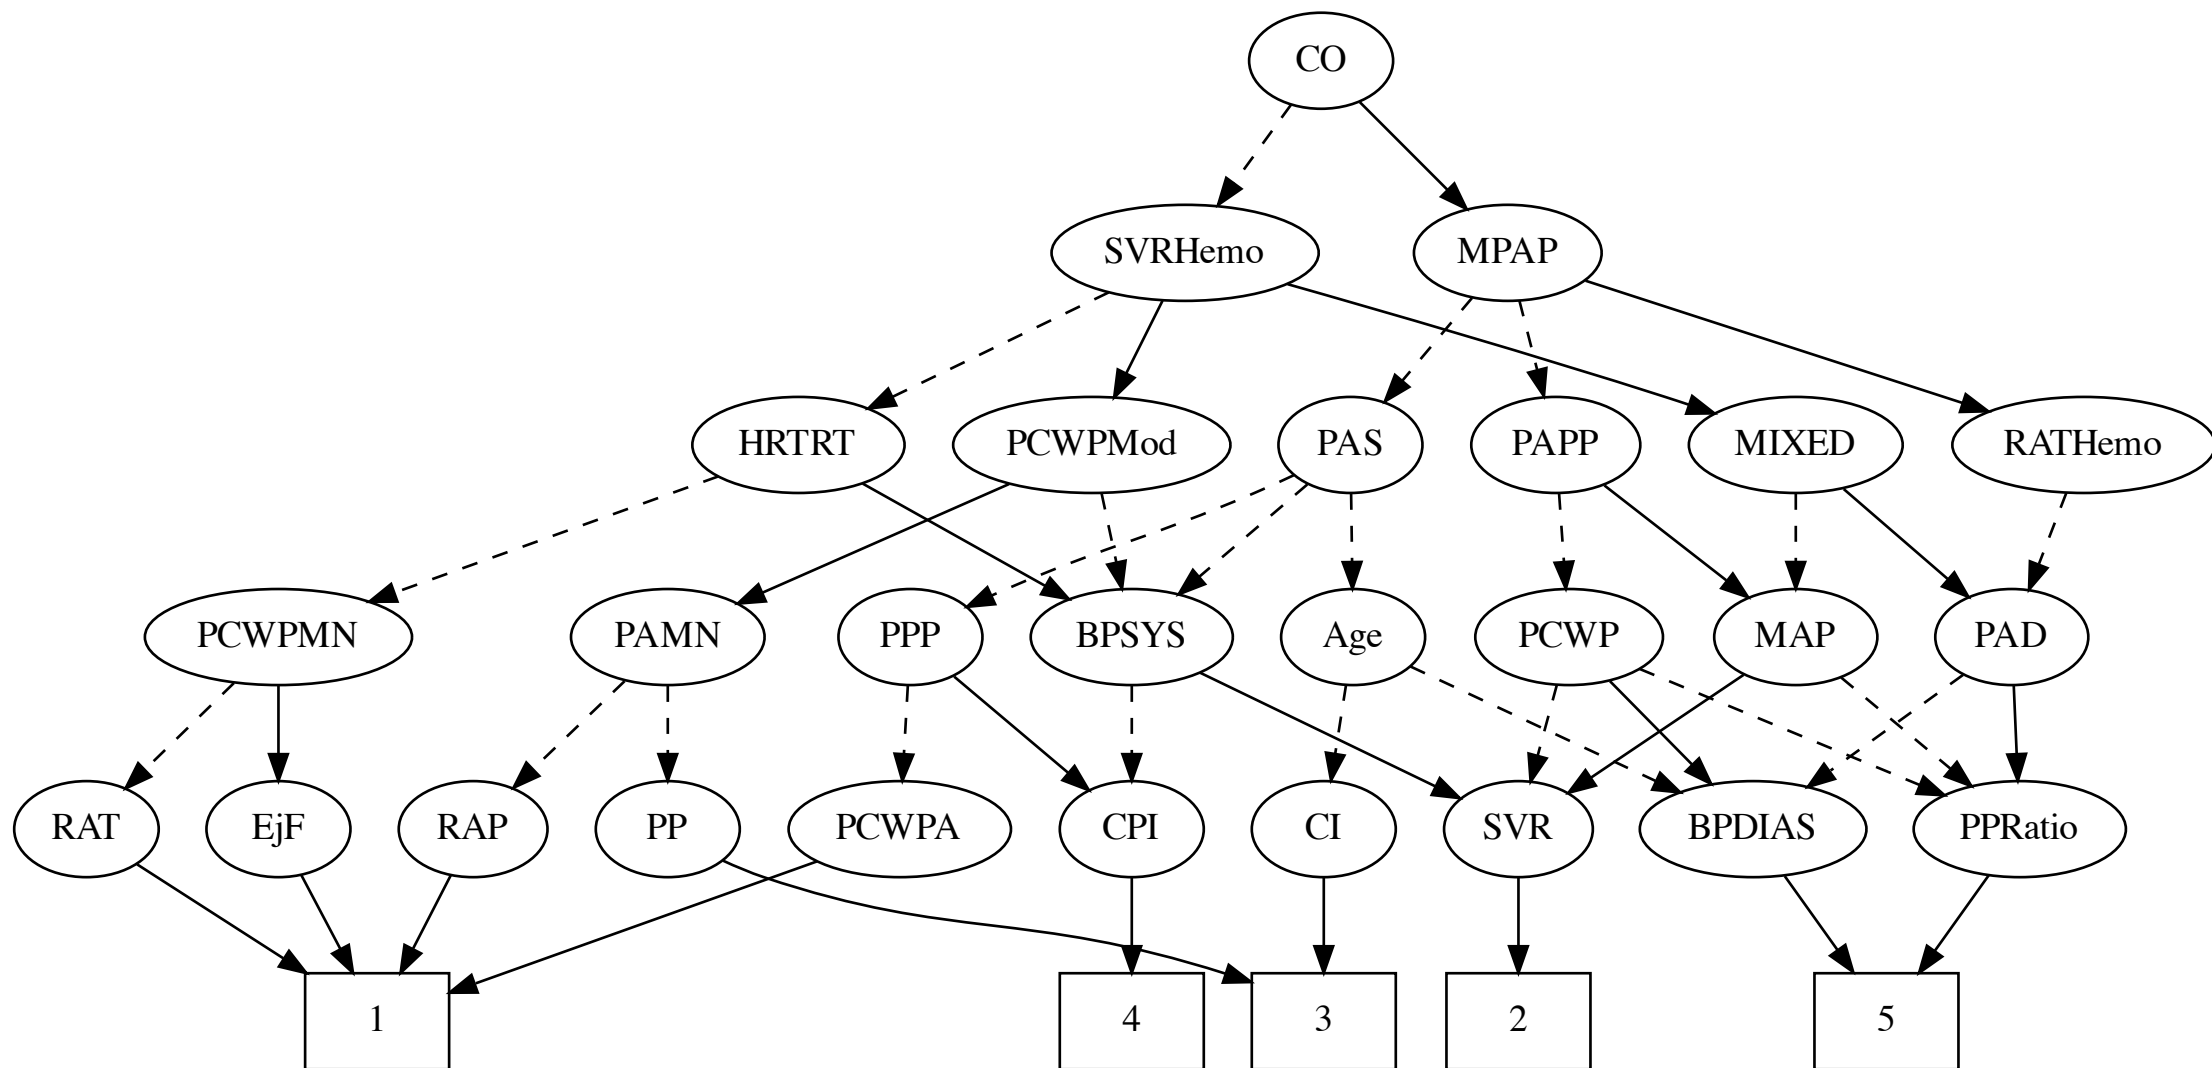 CO
SVRHemo
MPAP
HRTRT
PCWPMod
PAS
PAPP
MIXED
RATHemo
PCWPMN
PAMN
PPP
BPSYS
Age
PCWP
MAP
PAD
RAT
EjF
RAP
PP
PCWPA
CPI
CI
SVR
BPDIAS
PPRatio
1
4
3
2
5